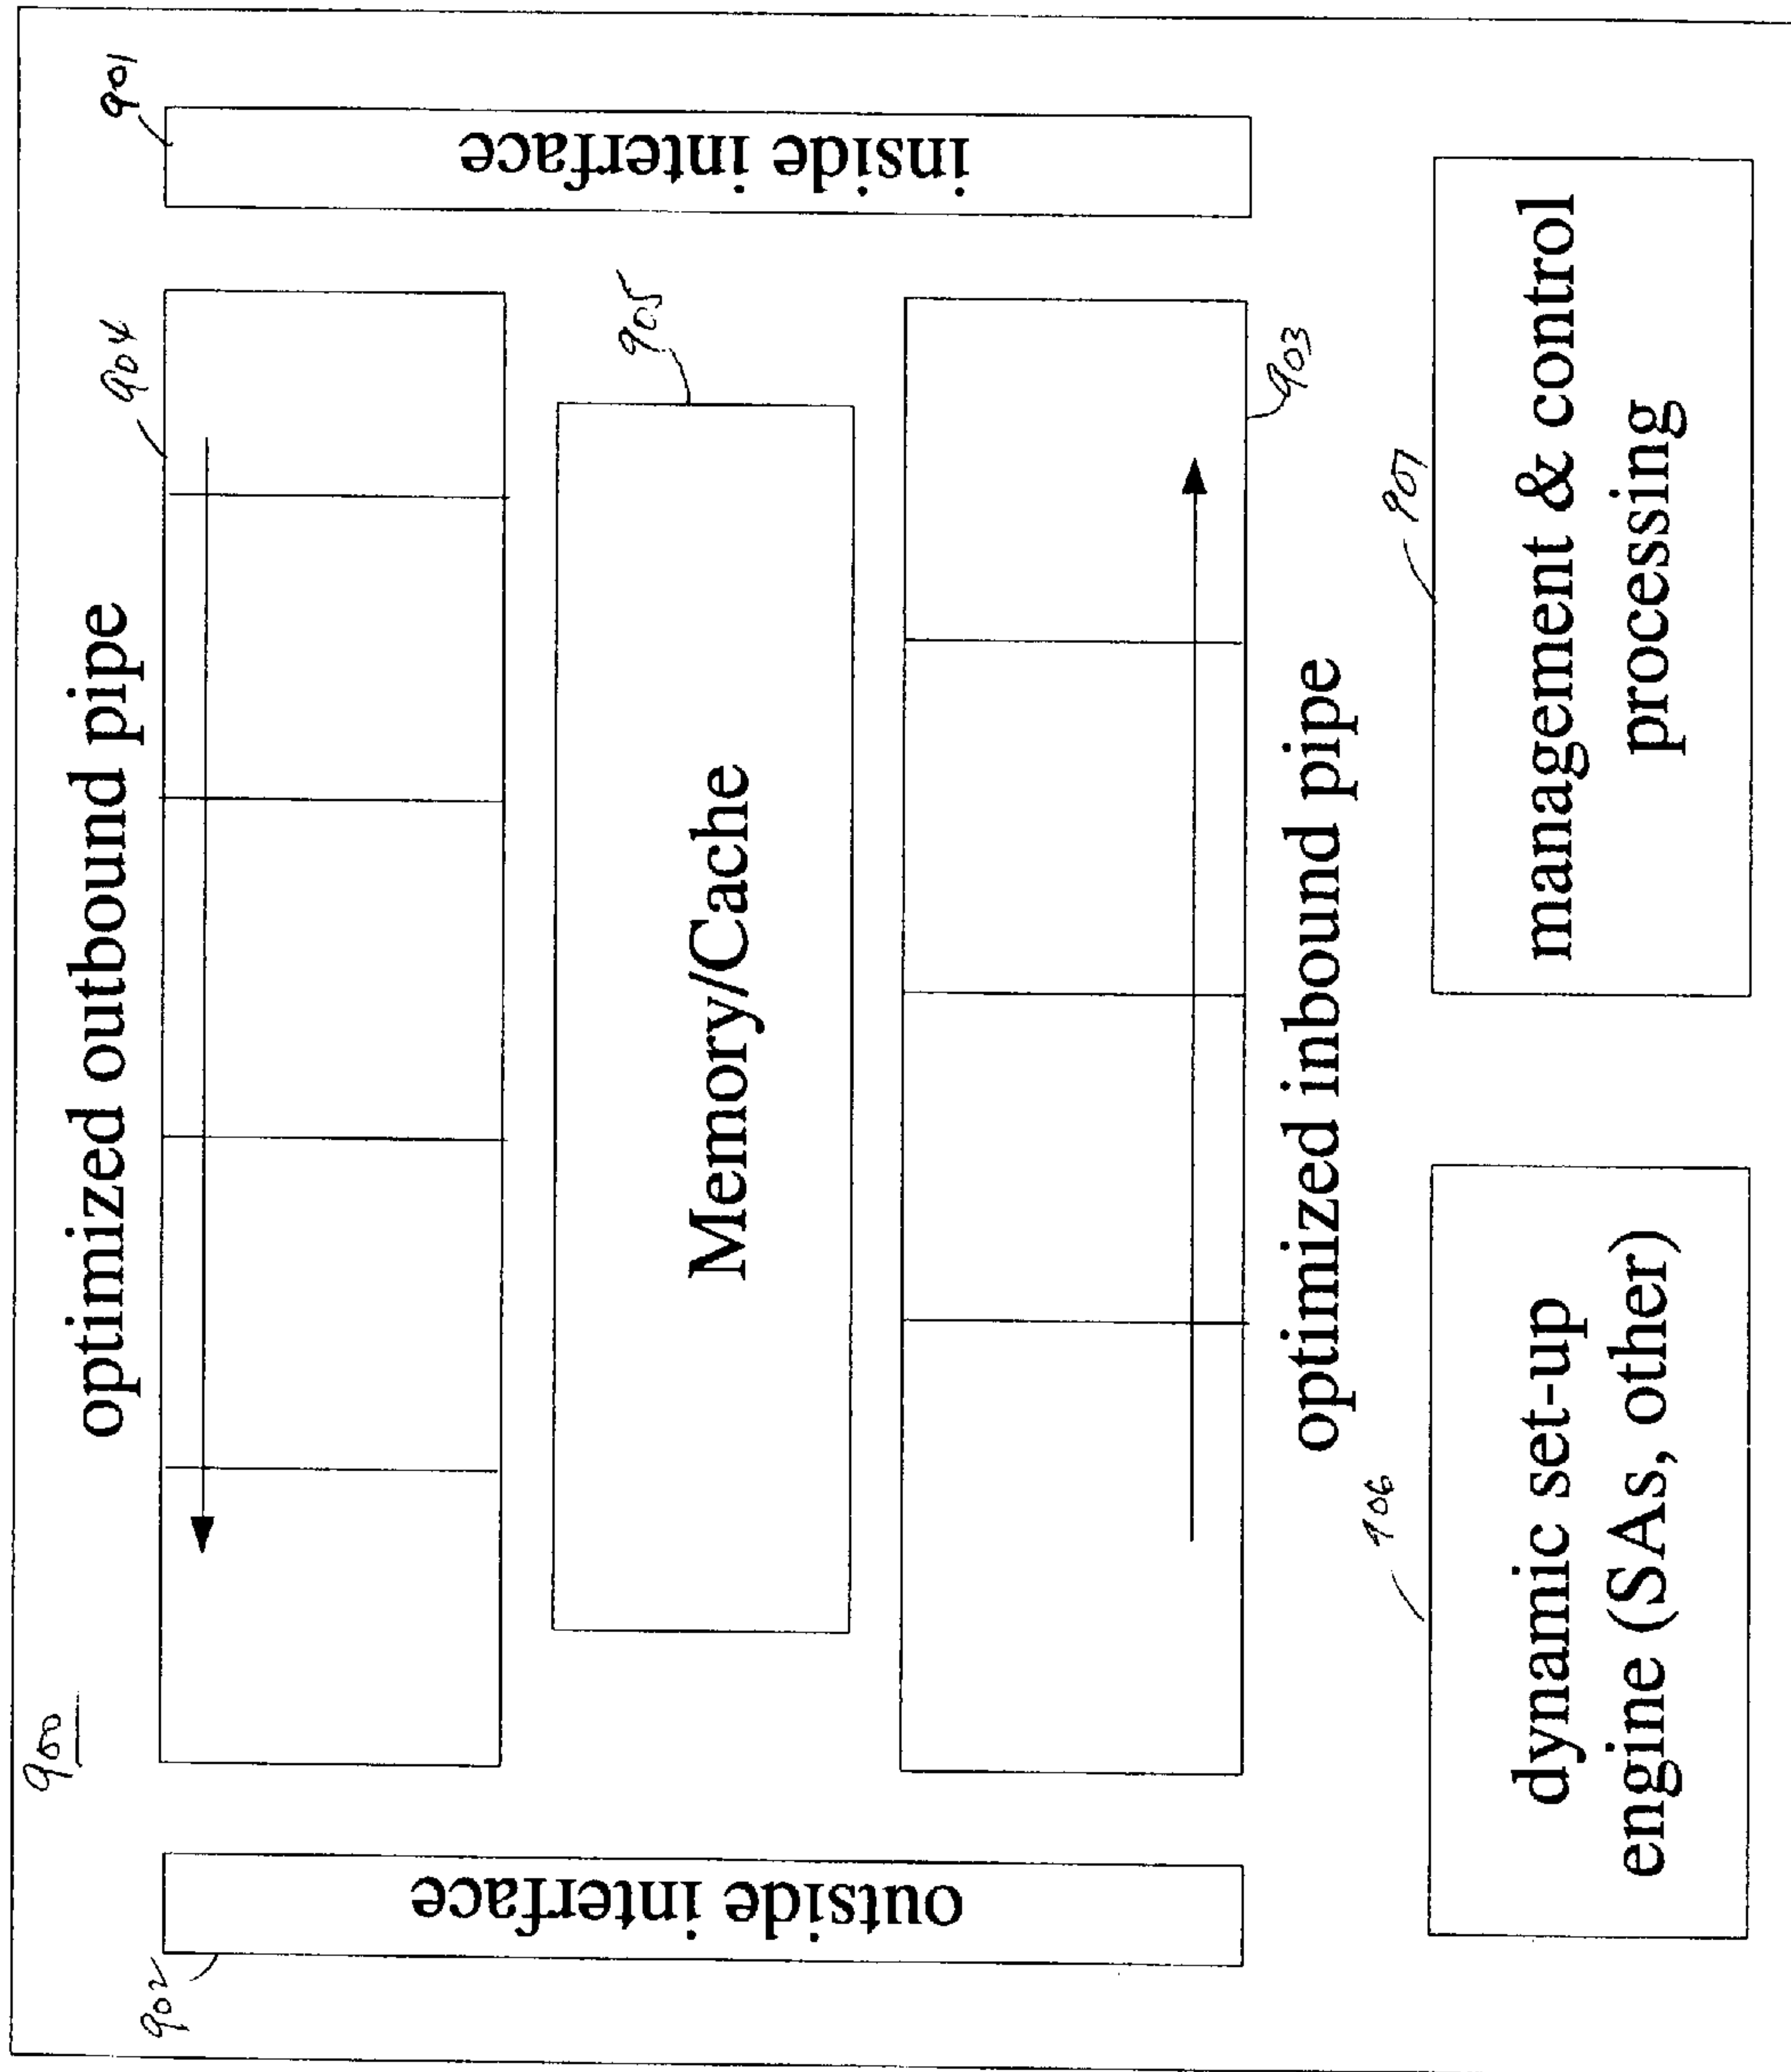 900
optimized outbound pipe
904
901
902
outside interface
Memory/Cache
905
inside interface
903
optimized inbound pipe
906
dynamic set-up
engine (SAs, other)
907
management & control
processing